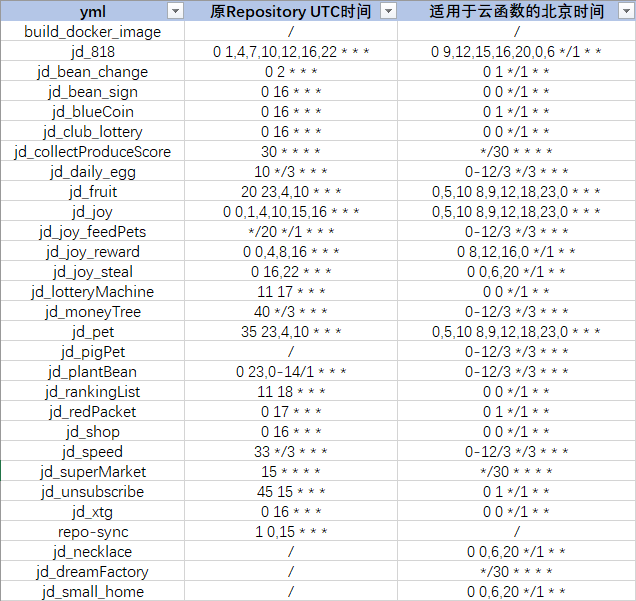 yml 原Repository UTC时间 适用于云函数的北京时间
build_docker_image / /
jd_818 0 1,4,7,10,12,16,22 * * * 0 9,12,15,16,20,0,6 */1 * *
jd_bean_change 0 2 * * * 0 1 */1 * *
jd_bean_sign 0 16 * * * 0 0 */1 * *
jd_blueCoin 0 16 * * * 0 1 */1 * *
jd_club_lottery 0 16 * * * 0 0 */1 * *
jd_collectProduceScore 30 * * * * */30 * * * *
jd_daily_egg 10 */3 * * * 0-12/3 */3 * * *
jd_fruit 20 23,4,10 * * * 0,5,10 8,9,12,18,23,0 * * *
jd_joy 0 0,1,4,10,15,16 * * * 0,5,10 8,9,12,18,23,0 * * *
jd_joy_feedPets */20 */1 * * * 0-12/3 */3 * * *
jd_joy_reward 0 0,4,8,16 * * * 0 8,12,16,0 */1 * *
jd_joy_steal 0 16,22 * * * 0 0,6,20 */1 * *
jd_lotteryMachine 11 17 * * * 0 0 */1 * *
jd_moneyTree 40 */3 * * * 0-12/3 */3 * * *
jd_pet 35 23,4,10 * * * 0,5,10 8,9,12,18,23,0 * * *
jd_pigPet / 0-12/3 */3 * * *
jd_plantBean 0 23,0-14/1 * * * 0-12/3 */3 * * *
jd_rankingList 11 18 * * * 0 0 */1 * *
jd_redPacket 0 17 * * * 0 1 */1 * *
jd_shop 0 16 * * * 0 0 */1 * *
jd_speed 33 */3 * * * 0-12/3 */3 * * *
jd_superMarket 15 * * * * */30 * * * *
jd_unsubscribe 45 15 * * * 0 1 */1 * *
jd_xtg 0 16 * * * 0 0 */1 * *
repo-sync 1 0,15 * * * /
jd_necklace / 0 0,6,20 */1 * *
jd_dreamFactory / */30 * * * *
jd_small_home / 0 0,6,20 */1 * *